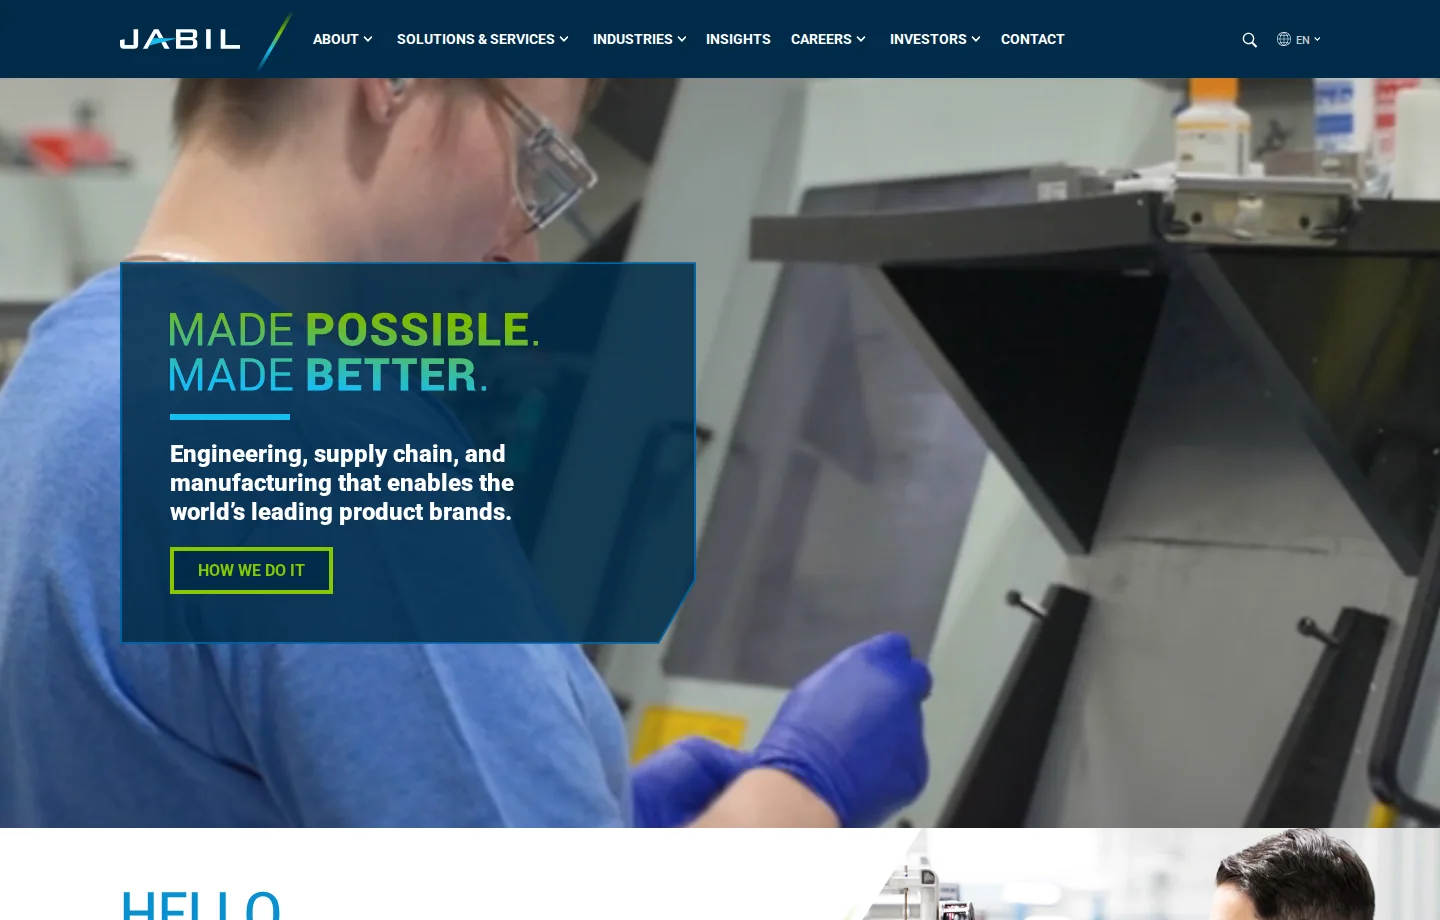 JABIL
ABOUT
SOLUTIONS & SERVICES
INDUSTRIES
INSIGHTS
CAREERS
INVESTORS
CONTACT
EN
MADE POSSIBLE.
MADE BETTER.
Engineering, supply chain, and
manufacturing that enables the
world’s leading product brands.
HOW WE DO IT
HELLO